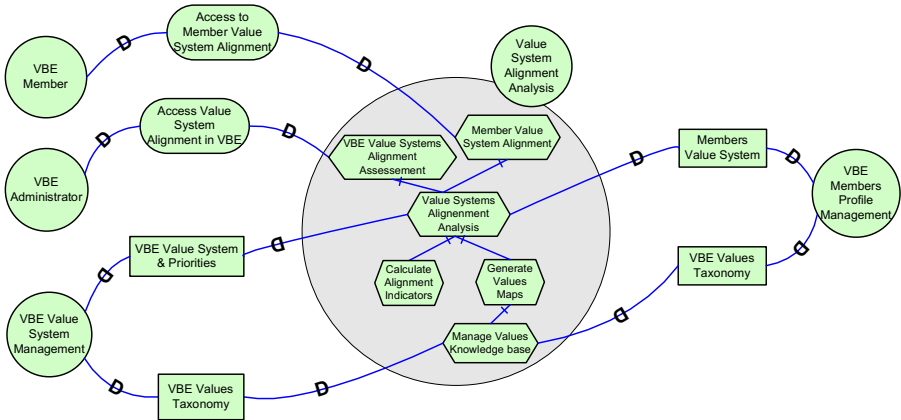 Access to
Member Value
System Alignment
D
D
VBE
Member
Value
System
Alignment
Analysis
Access Value
System
Alignment in VBE
D
D
VBE
Administrator
VBE Value Systems
Alignment
Assessement
Member Value
System Alignment
Members
Value System
D
D
VBE
Members
Profile
Management
Value Systems
Alignenment
Analysis
VBE Value System
& Priorities
D
D
Calculate
Alignment
Indicators
Generate
Values
Maps
VBE Values
Taxonomy
D
D
VBE Value
System
Management
Manage Values
Knowledge base
VBE Values
Taxonomy
D
D